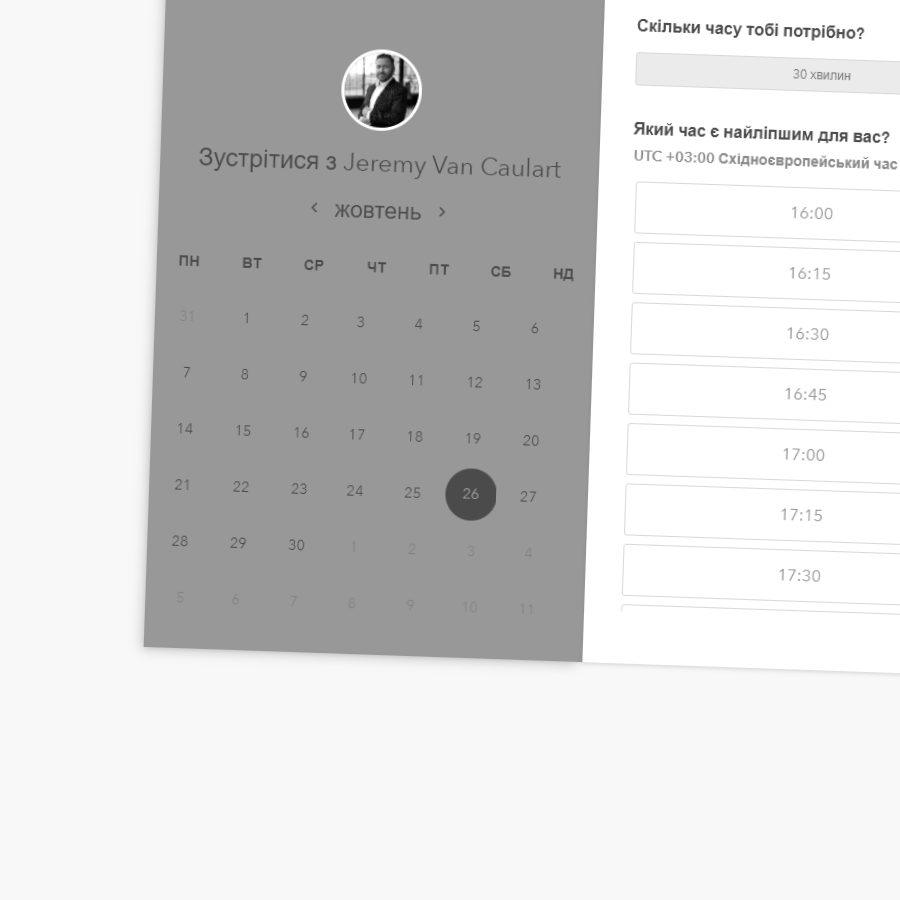 Зустрітися з Jeremy Van Caulart
< жовтень >
ПН ВТ СР ЧТ ПТ СБ НД
31 1 2 3 4 5 6
7 8 9 10 11 12 13
14 15 16 17 18 19 20
21 22 23 24 25 26 27
28 29 30 1 2 3 4
5 6 7 8 9 10 11
Скільки часу тобі потрібно?
30 хвилин
Який час є найліпшим для вас?
UTC +03:00 Східноєвропейський час
16:00
16:15
16:30
16:45
17:00
17:15
17:30